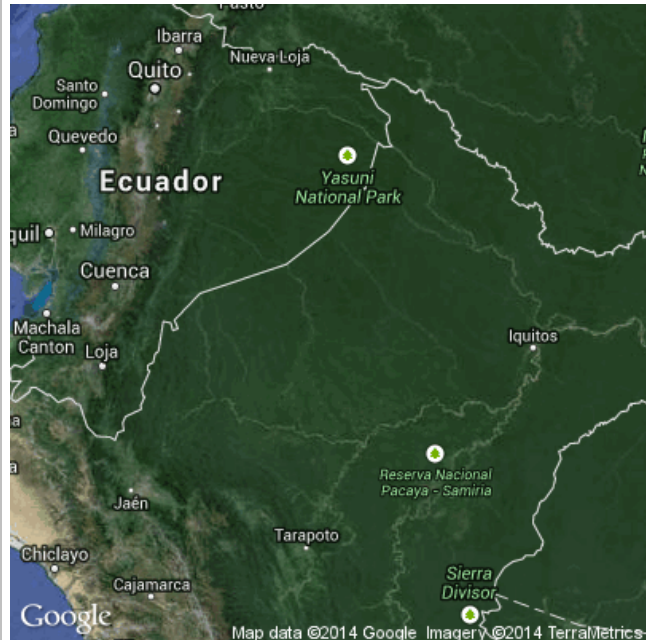 Pasto
Ibarra
Quito
Nueva Loja
Santo
Domingo
Quevedo
Yasuni
National Park
Ecuador
quil
Milagro
Cuenca
Machala
Canton
Loja
Iquitos
Reserva Nacional
Pacaya - Samiria
Jaén
Tarapoto
Chiclayo
Cajamarca
Sierra
Divisor
Google
Map data ©2014 Google Imagery ©2014 TerraMetrics